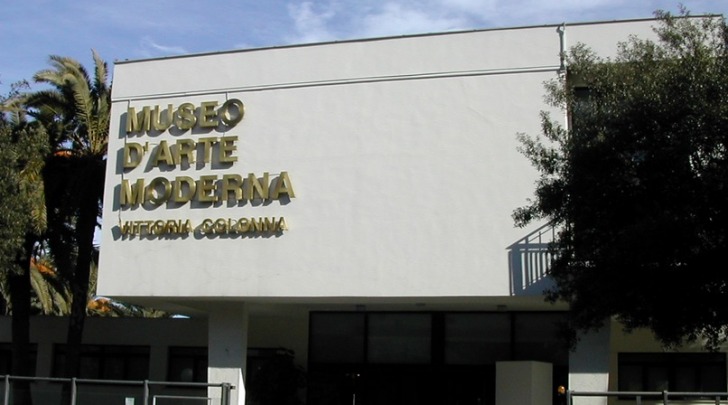 MUSEO
D'ARTE
MODERNA
VITTORIA COLONNA